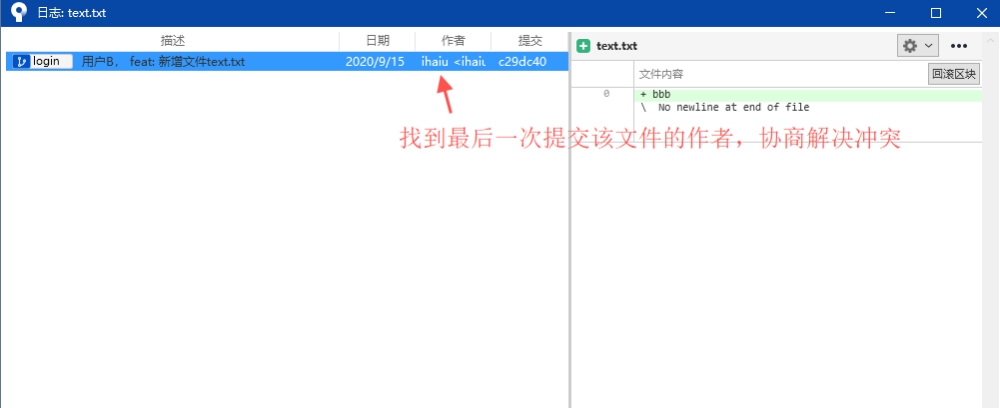 日志: text.txt
描述 日期 作者 提交
login 用户B， feat: 新增文件text.txt 2020/9/15 ihaiu <ihaiu c29dc40
text.txt
文件内容 回滚区块
0 + bbb
\ No newline at end of file
找到最后一次提交该文件的作者，协商解决冲突